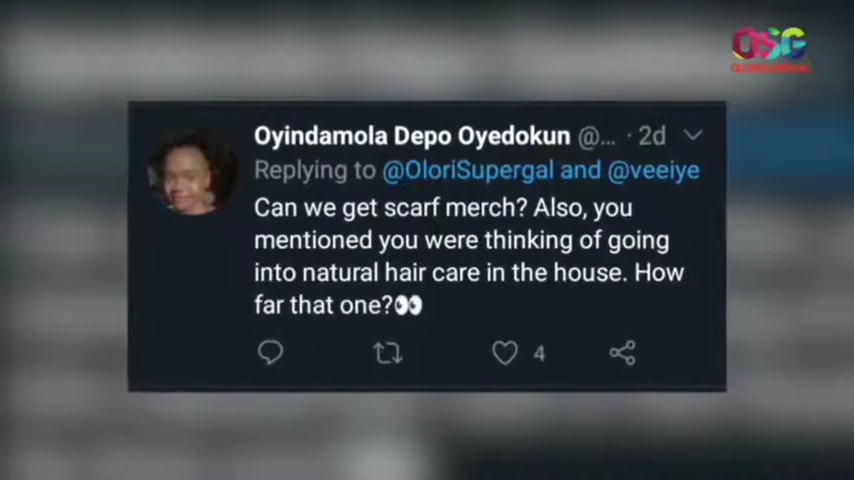 OSG
Oyindamola Depo Oyedokun @... · 2d
Replying to @OloriSupergal and @veeiye
Can we get scarf merch? Also, you
mentioned you were thinking of going
into natural hair care in the house. How
far that one?👀
4